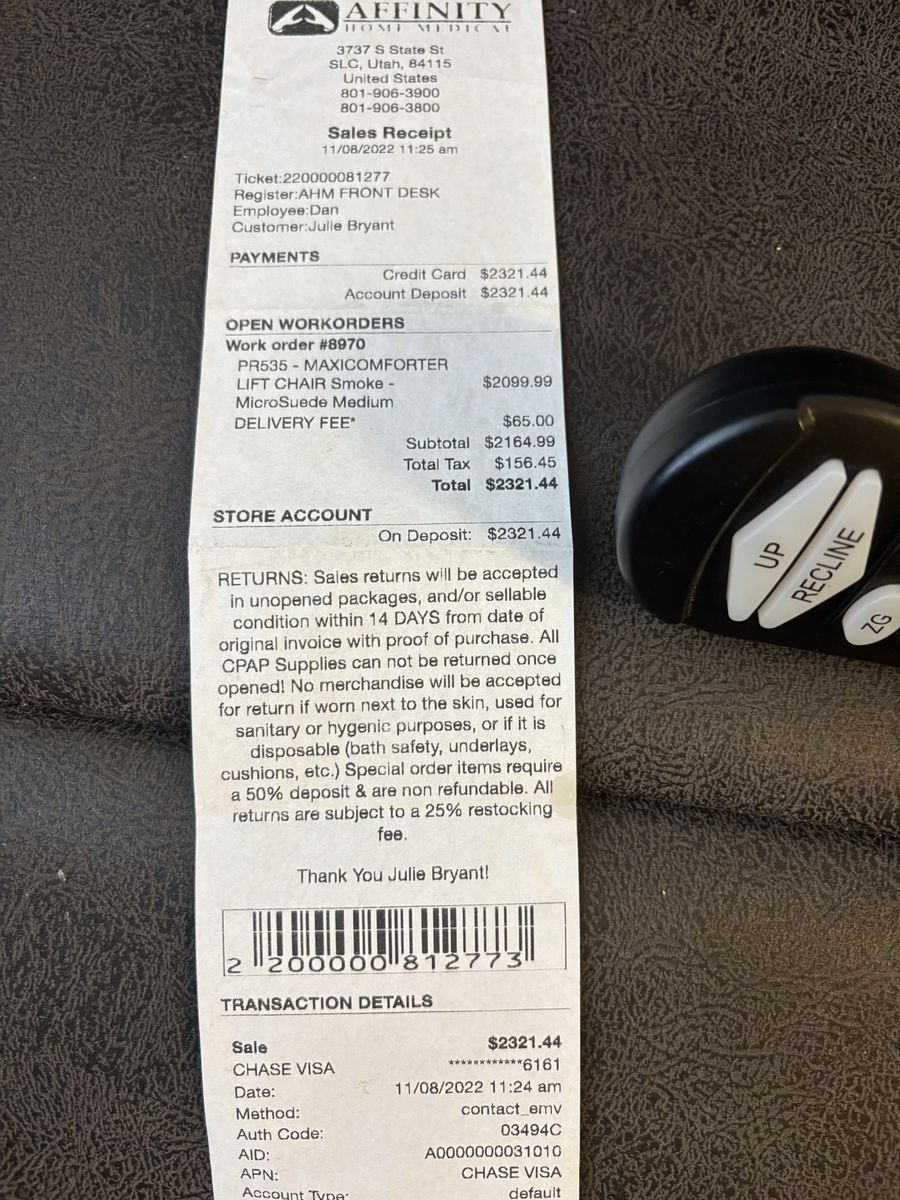 AFFINITY
HOME MEDICAL
3737 S State St
SLC, Utah, 84115
United States
801-906-3900
801-906-3800
Sales Receipt
11/08/2022 11:25 am
Ticket:220000081277
Register:AHM FRONT DESK
Employee:Dan
Customer:Julie Bryant
PAYMENTS
Credit Card $2321.44
Account Deposit $2321.44
OPEN WORKORDERS
Work order #8970
PR535 - MAXICOMFORTER
LIFT CHAIR Smoke - $2099.99
MicroSuede Medium
DELIVERY FEE* $65.00
Subtotal $2164.99
Total Tax $156.45
Total $2321.44
STORE ACCOUNT
On Deposit: $2321.44
RETURNS: Sales returns will be accepted
in unopened packages, and/or sellable
condition within 14 DAYS from date of
original invoice with proof of purchase. All
CPAP Supplies can not be returned once
opened! No merchandise will be accepted
for return if worn next to the skin, used for
sanitary or hygenic purposes, or if it is
disposable (bath safety, underlays,
cushions, etc.) Special order items require
a 50% deposit & are non refundable. All
returns are subject to a 25% restocking
fee.
Thank You Julie Bryant!
2 200000 812773
TRANSACTION DETAILS
Sale $2321.44
CHASE VISA ************6161
Date: 11/08/2022 11:24 am
Method: contact_emv
Auth Code: 03494C
AID: A0000000031010
APN: CHASE VISA
Account Type: default
UP
RECLINE
ZG